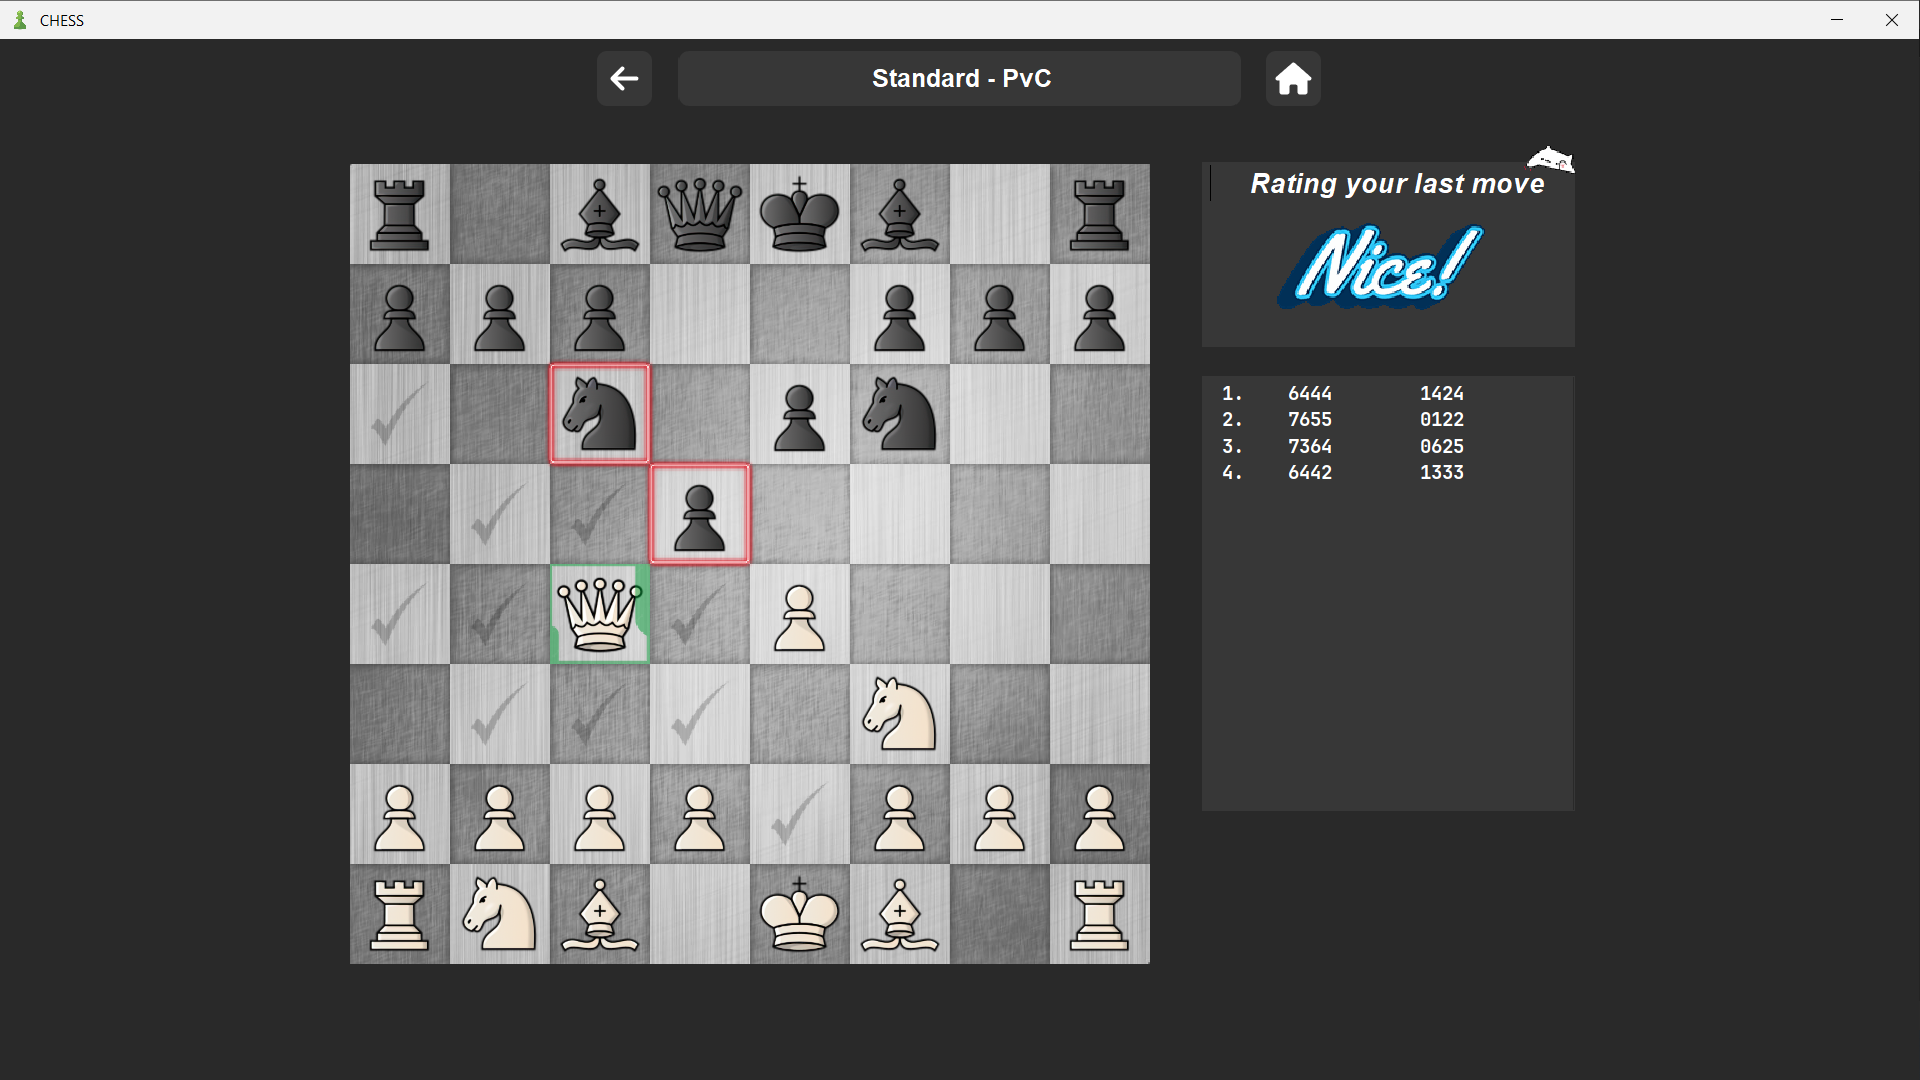 CHESS
Standard - PvC
Rating your last move
Nice!
1. 6444 1424
2. 7655 0122
3. 7364 0625
4. 6442 1333